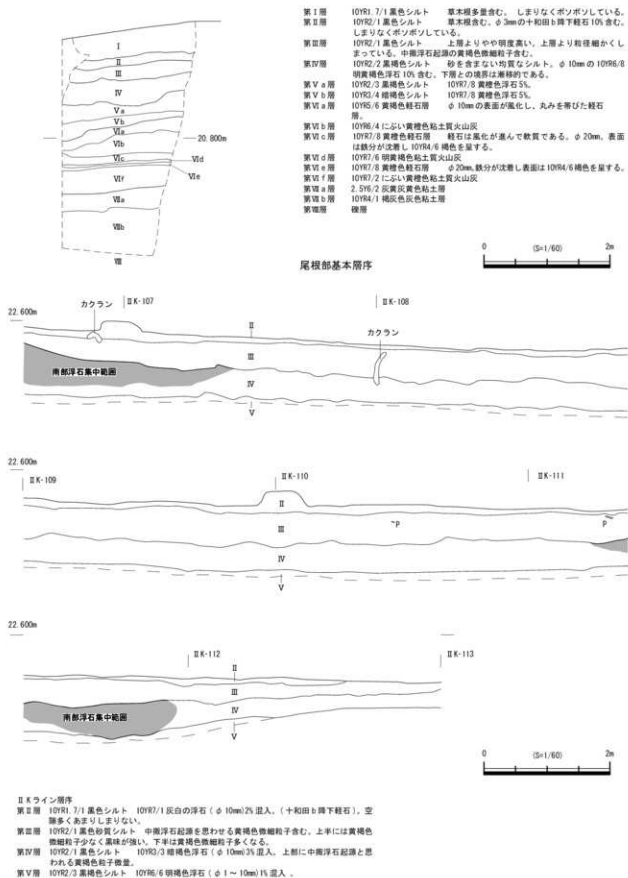 第Ⅰ層 10YR1.7/1 黒色シルト 草木根多量含む。しまりなくボソボソしている。
第Ⅱ層 10YR2/1 黒色シルト 草木根含む。φ3mmの十和田b降下軽石10%含む。
しまりなくボソボソしている。
第Ⅲ層 10YR2/1 黒色シルト 上層よりやや明度高い。上層より粒径細かくし
まっている。中掫浮石起源の黄褐色微細粒子含む。
第Ⅳ層 10YR2/2 黒褐色シルト 砂を含まない均質なシルト。φ10mmの10YR6/8
明黄褐色浮石10%含む。下層との境界は漸移的である。
第Ⅴa層 10YR2/3 黒褐色シルト 10YR7/8 黄橙色浮石5%。
第Ⅴb層 10YR3/4 暗褐色シルト 10YR7/8 黄橙色浮石5%。
第Ⅵa層 10YR5/6 黄褐色軽石層 φ10mmの表面が風化し、丸みを帯びた軽石
層。
第Ⅵb層 10YR6/4 にぶい黄橙色粘土質火山灰
第Ⅵc層 10YR7/8 黄橙色軽石層 軽石は風化が進んで軟質である。φ20mm。表面
は鉄分が沈着し10YR4/6 褐色を呈する。
第Ⅵd層 10YR7/6 明黄褐色粘土質火山灰
第Ⅵe層 10YR7/8 黄橙色軽石層 φ20mm。鉄分が沈着し表面は10YR4/6褐色を呈する。
第Ⅵf層 10YR7/2 にぶい黄橙色粘土質火山灰
第Ⅶa層 2.5Y6/2 灰黄色粘土層
第Ⅶb層 10YR4/1 褐灰色粘土層
第Ⅷ層 礫層
Ⅰ
Ⅱ
Ⅲ
Ⅳ
Ⅴa
Ⅴb
Ⅵa
Ⅵb
Ⅵc
Ⅵd
Ⅵe
Ⅵf
Ⅶa
Ⅶb
Ⅷ
20.800m
尾根部基本層序
0 (S=1/60) 2m
22.600m
ⅡK-107
ⅡK-108
カクラン
カクラン
Ⅱ
Ⅲ
南部浮石集中範囲
Ⅳ
Ⅴ
22.600m
ⅡK-109
ⅡK-110
ⅡK-111
Ⅱ
Ⅲ
P
P
Ⅳ
Ⅴ
22.600m
ⅡK-112
ⅡK-113
Ⅱ
Ⅲ
南部浮石集中範囲
Ⅳ
Ⅴ
0 (S=1/60) 2m
ⅡKライン層序
第Ⅱ層 10YR1.7/1 黒色シルト 10YR7/1 灰白の浮石(φ10mm)2%混入。(十和田b降下軽石)。空
隙多くあまりしまりない。
第Ⅲ層 10YR2/1 黒色砂質シルト 中掫浮石起源を思わせる黄褐色微細粒子含む。上半には黄褐色
微細粒子少なく黒味が強い。下半は黄褐色微細粒子多くなる。
第Ⅳ層 10YR2/1 黒色シルト 10YR3/3 暗褐色浮石(φ10mm)3%混入。上部に中掫浮石起源と思
われる黄褐色粒子微量。
第Ⅴ層 10YR2/3 黒褐色シルト 10YR6/6 明褐色浮石(φ1～10mm)1%混入。